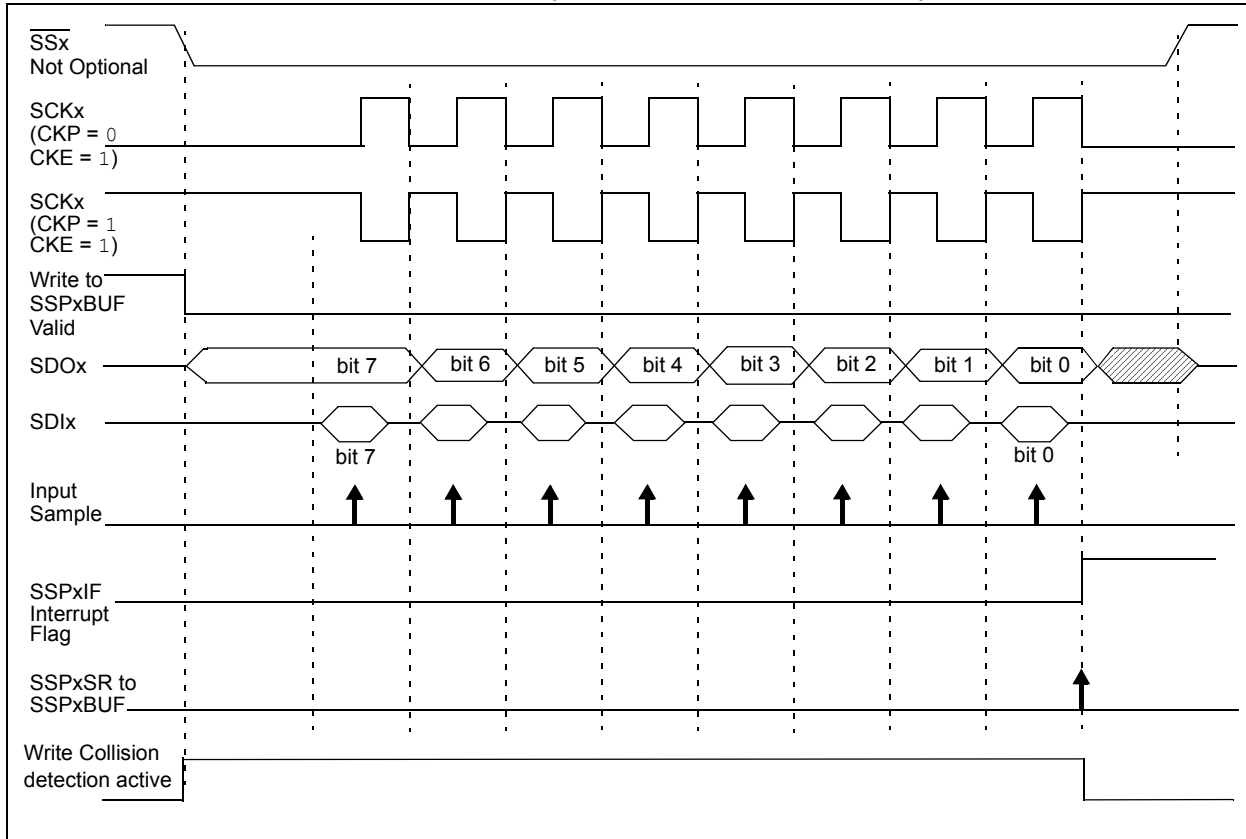 SSx
Not Optional
SCKx
(CKP = 0
CKE = 1)
SCKx
(CKP = 1
CKE = 1)
Write to
SSPxBUF
Valid
SDOx
bit 7
bit 6
bit 5
bit 4
bit 3
bit 2
bit 1
bit 0
SDIx
bit 7
bit 0
Input
Sample
SSPxIF
Interrupt
Flag
SSPxSR to
SSPxBUF
Write Collision
detection active